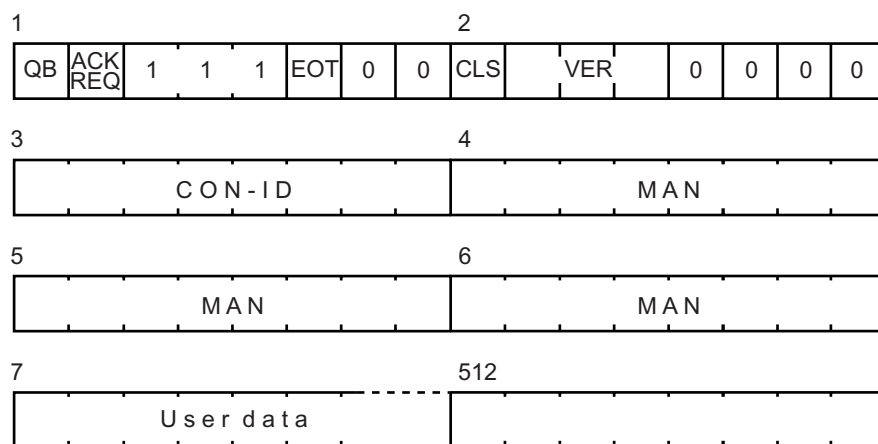 1 2
QB ACK REQ 1 1 1 EOT 0 0 CLS VER 0 0 0 0
3 4
CON-ID MAN
5 6
MAN MAN
7 512
User data